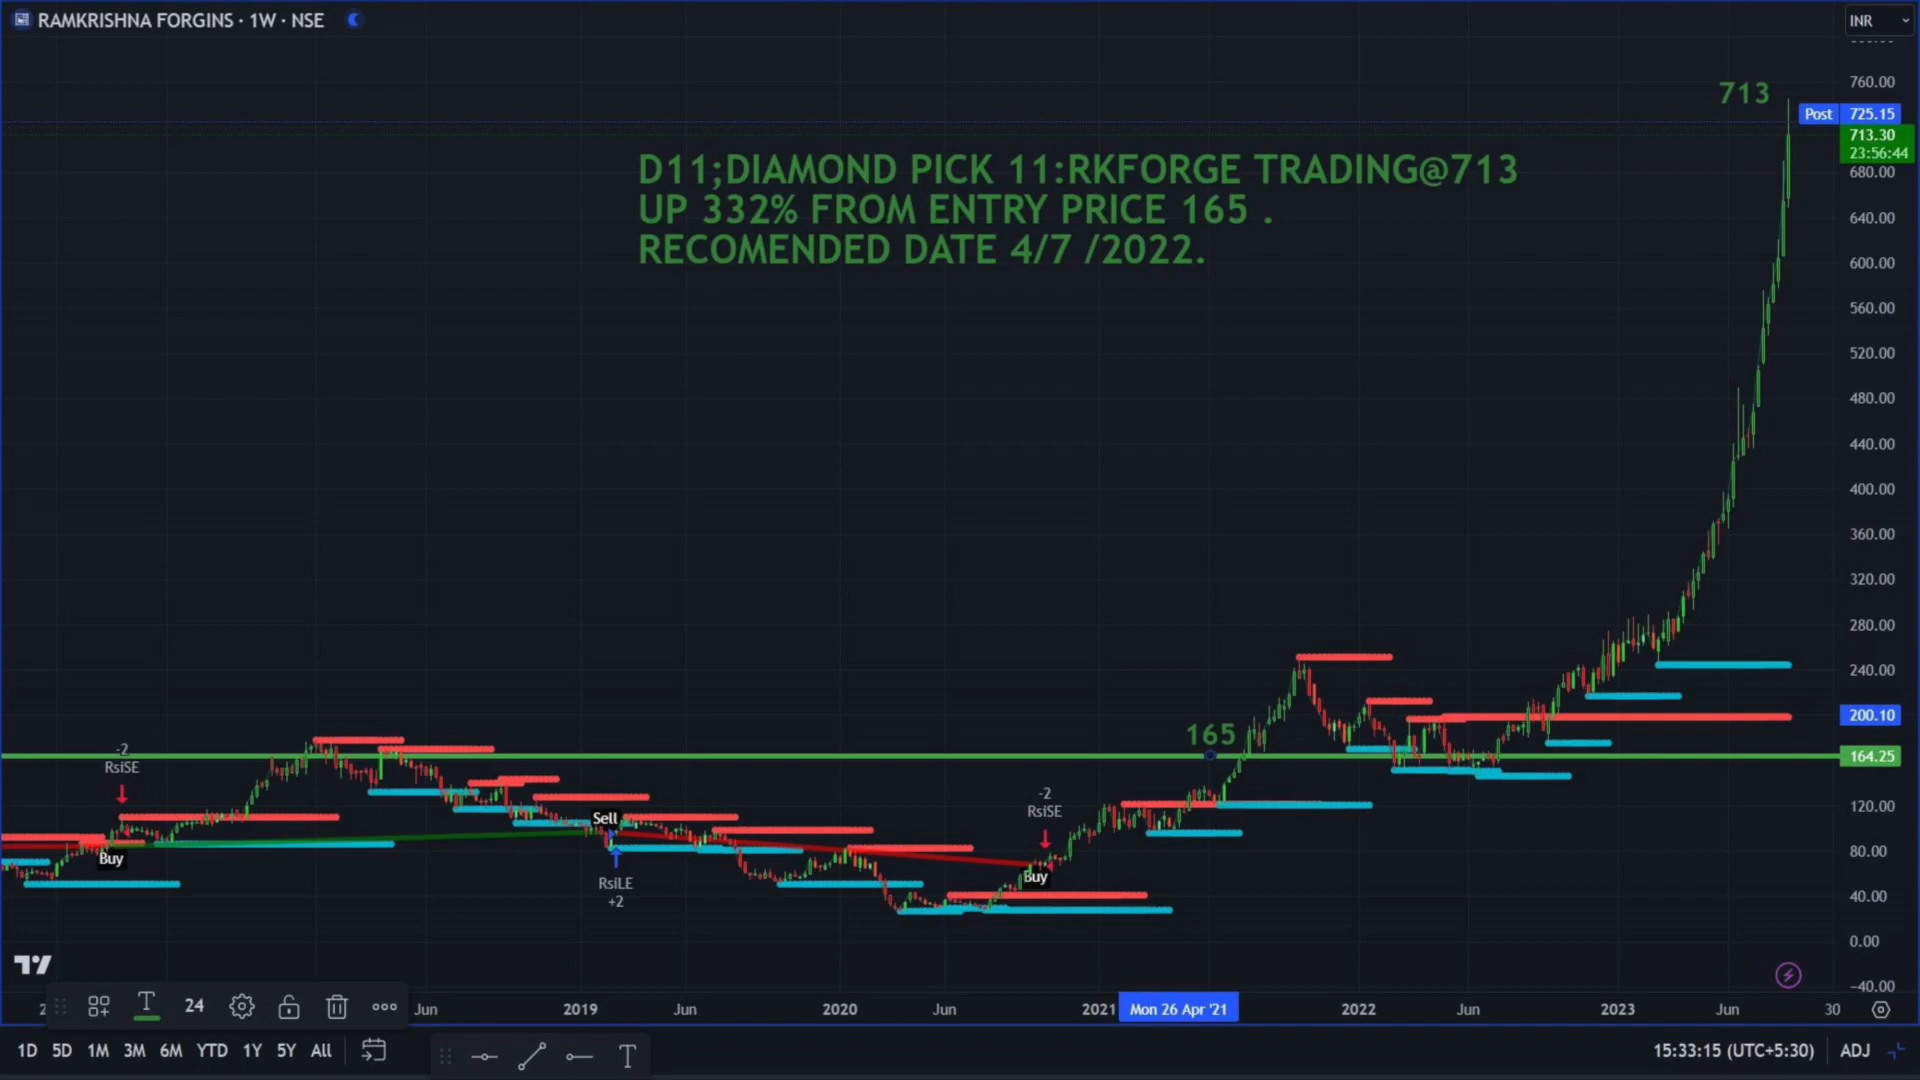 RAMKRISHNA FORGINS · 1W · NSE
INR
760.00
713
Post 725.15
713.30
23:56:44
680.00
D11;DIAMOND PICK 11:RKFORGE TRADING@713
UP 332% FROM ENTRY PRICE 165 .
RECOMENDED DATE 4/7 /2022.
640.00
600.00
560.00
520.00
480.00
440.00
400.00
360.00
320.00
280.00
240.00
200.10
165
164.25
-2
RsiSE
120.00
Sell
-2
RsiSE
80.00
Buy
Buy
RsiLE
+2
40.00
0.00
-40.00
24
Jun 2019 Jun 2020 Jun 2021 Mon 26 Apr '21 2022 Jun 2023 Jun 30
1D 5D 1M 3M 6M YTD 1Y 5Y All
T
15:33:15 (UTC+5:30) ADJ